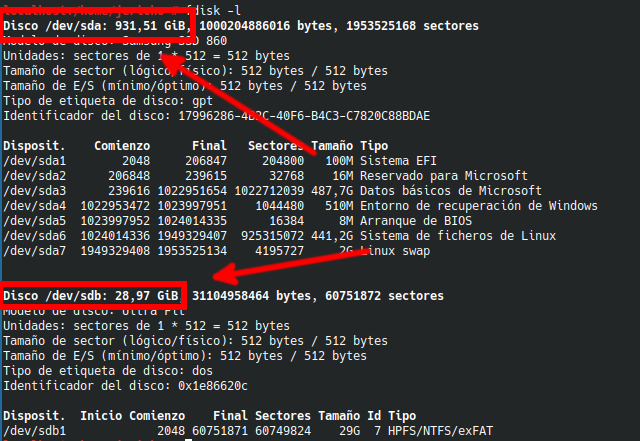 localhost:/home/jericho # fdisk -l
Disco /dev/sda: 931,51 GiB, 1000204886016 bytes, 1953525168 sectores
Modelo de disco: Samsung SSD 860
Unidades: sectores de 1 * 512 = 512 bytes
Tamaño de sector (lógico/físico): 512 bytes / 512 bytes
Tamaño de E/S (mínimo/óptimo): 512 bytes / 512 bytes
Tipo de etiqueta de disco: gpt
Identificador del disco: 17996286-4B2C-40F6-B4C3-C7820C88BDAE
Disposit. Comienzo Final Sectores Tamaño Tipo
/dev/sda1 2048 206847 204800 100M Sistema EFI
/dev/sda2 206848 239615 32768 16M Reservado para Microsoft
/dev/sda3 239616 1022951654 1022712039 487,7G Datos básicos de Microsoft
/dev/sda4 1022953472 1023997951 1044480 510M Entorno de recuperación de Windows
/dev/sda5 1023997952 1024014335 16384 8M Arranque de BIOS
/dev/sda6 1024014336 1949329407 925315072 441,2G Sistema de ficheros de Linux
/dev/sda7 1949329408 1953525134 4195727 2G Linux swap
Disco /dev/sdb: 28,97 GiB, 31104958464 bytes, 60751872 sectores
Modelo de disco: Ultra Fit
Unidades: sectores de 1 * 512 = 512 bytes
Tamaño de sector (lógico/físico): 512 bytes / 512 bytes
Tamaño de E/S (mínimo/óptimo): 512 bytes / 512 bytes
Tipo de etiqueta de disco: dos
Identificador del disco: 0x1e86620c
Disposit. Inicio Comienzo Final Sectores Tamaño Id Tipo
/dev/sdb1 2048 60751871 60749824 29G 7 HPFS/NTFS/exFAT